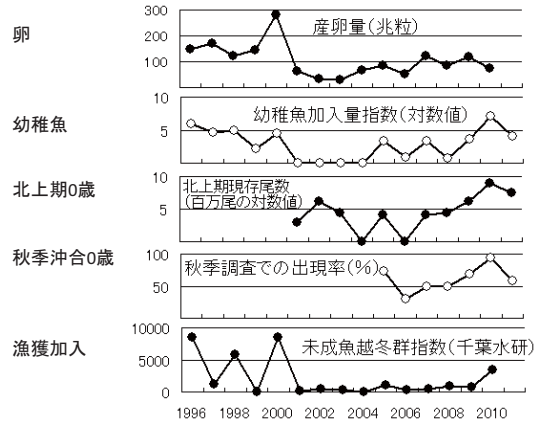 卵
300
200
100
産卵量(兆粒)
幼稚魚
10
5
幼稚魚加入量指数(対数値)
北上期0歳
10
5
北上期現存尾数
(百万尾の対数値)
秋季沖合0歳
100
50
秋季調査での出現率(%)
漁獲加入
10000
5000
0
未成魚越冬群指数(千葉水研)
1996 1998 2000 2002 2004 2006 2008 2010